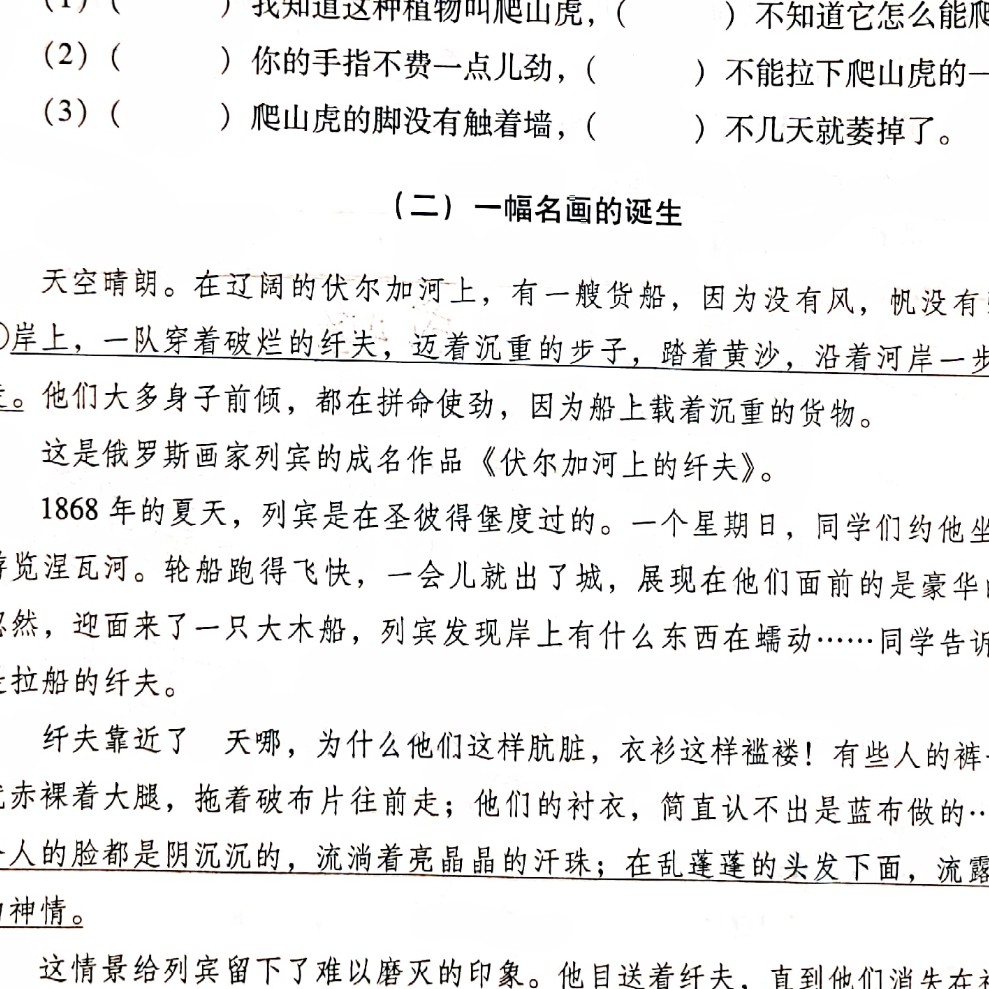 (1)(　　　)我知道这种植物叫爬山虎，(　　　)不知道它怎么能爬
(2)(　　　)你的手指不费一点儿劲，(　　　)不能拉下爬山虎的一
(3)(　　　)爬山虎的脚没有触着墙，(　　　)不几天就萎掉了。
(二)一幅名画的诞生
天空晴朗。在辽阔的伏尔加河上，有一艘货船，因为没有风，帆没有
岸上，一队穿着破烂的纤夫，迈着沉重的步子，踏着黄沙，沿着河岸一步
。他们大多身子前倾，都在拼命使劲，因为船上载着沉重的货物。
这是俄罗斯画家列宾的成名作品《伏尔加河上的纤夫》。
1868年的夏天，列宾是在圣彼得堡度过的。一个星期日，同学们约他坐
游览涅瓦河。轮船跑得飞快，一会儿就出了城，展现在他们面前的是豪华
忽然，迎面来了一只大木船，列宾发现岸上有什么东西在蠕动……同学告诉
是拉船的纤夫。
纤夫靠近了　天哪，为什么他们这样肮脏，衣衫这样褴褛！有些人的裤
赤裸着大腿，拖着破布片往前走；他们的衬衣，简直认不出是蓝布做的…
人的脸都是阴沉沉的，流淌着亮晶晶的汗珠；在乱蓬蓬的头发下面，流露
的神情。
这情景给列宾留下了难以磨灭的印象。他目送着纤夫，直到他们消失在